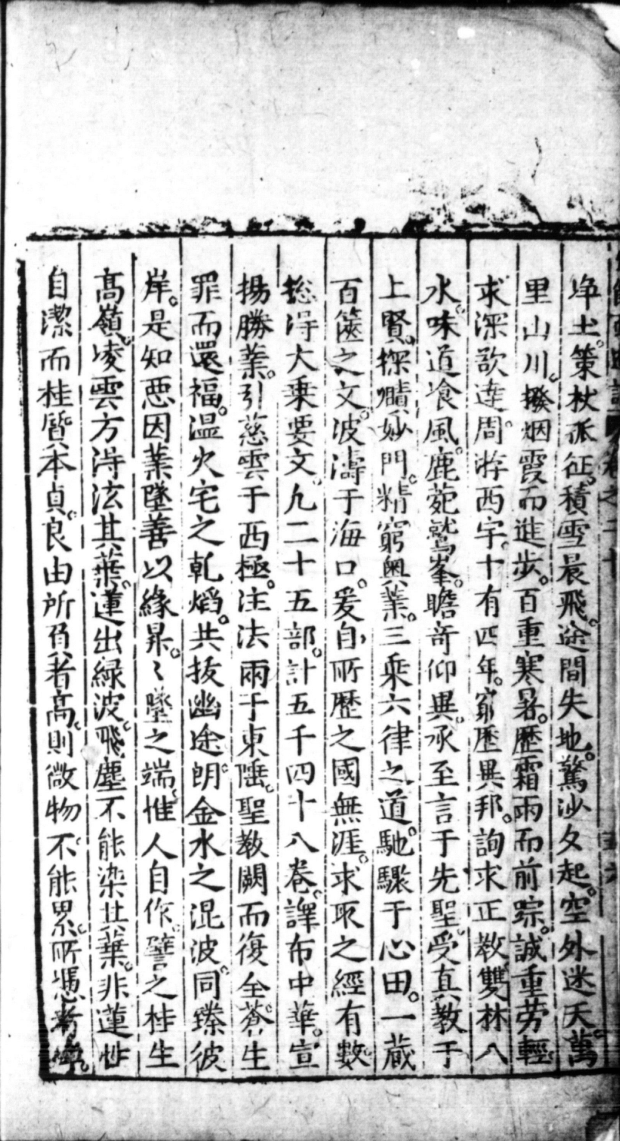 淨土策杖孤征積雪晨飛途間失地驚沙夕起空外迷天萬
里山川撥烟霞而進步百重寒暑歷霜雨而前踪誠重勞輕
求深欲達周游西宇十有四年窮歷異邦詢求正教雙林八
水味道飡風鹿菀鷲峯瞻奇仰異承至言于先聖受真教于
上賢探賾妙門精窮奧業三乘六律之道馳驟于心田一藏
百篋之文波濤于海口爰自所歷之國無涯求取之經有數
揔淂大乗要文九二十五部計五千四十八卷譯布中華宣
揚勝業引慈雲于西極注法雨于東陲聖教闕而復全蒼生
罪而還福溫火宅之乾熖共拔幽途朗金水之混波同臻彼
岸是知惡因業墜善以緣昇〻墜之端惟人自作譬之桂生
高嶺凌雲方淂泫其葉蓮出綠波飛塵不能染其葉非蓮性
自潔而桂質本貞良由所負者高則微物不能累所憑者